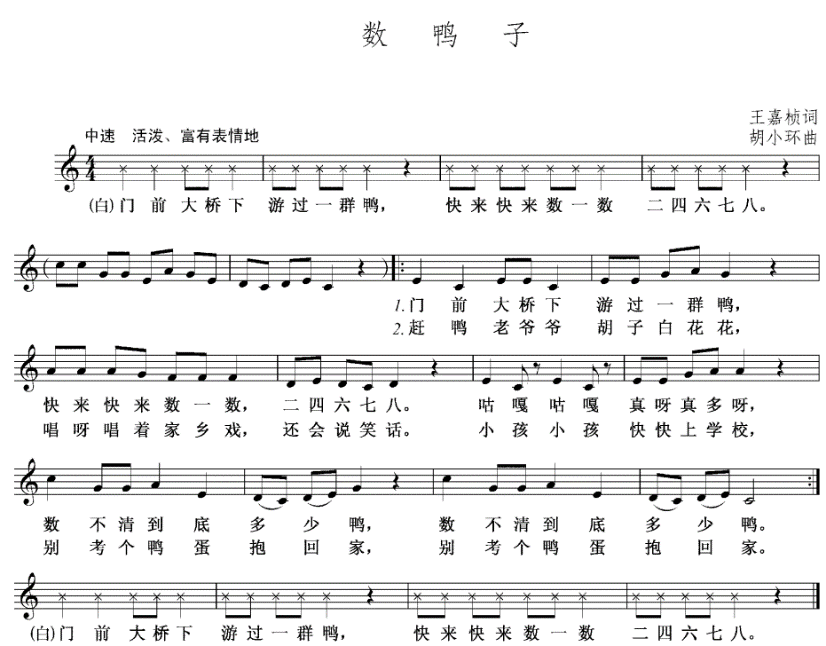 数 鸭 子
王嘉桢词
中速 活泼、富有表情地
胡小环曲
4
4
(白)门 前 大 桥 下 游 过 一 群 鸭, 快 来 快 来 数 一 数 二 四 六 七 八。
1.门 前 大 桥 下 游 过 一 群 鸭,
2.赶 鸭 老 爷 爷 胡 子 白 花 花,
快 来 快 来 数 一 数, 二 四 六 七 八。 咕 嘎 咕 嘎 真 呀 真 多 呀,
唱 呀 唱 着 家 乡 戏, 还 会 说 笑 话。 小 孩 小 孩 快 快 上 学 校,
数 不 清 到 底 多 少 鸭, 数 不 清 到 底 多 少 鸭。
别 考 个 鸭 蛋 抱 回 家, 别 考 个 鸭 蛋 抱 回 家。
(白)门 前 大 桥 下 游 过 一 群 鸭, 快 来 快 来 数 一 数 二 四 六 七 八。